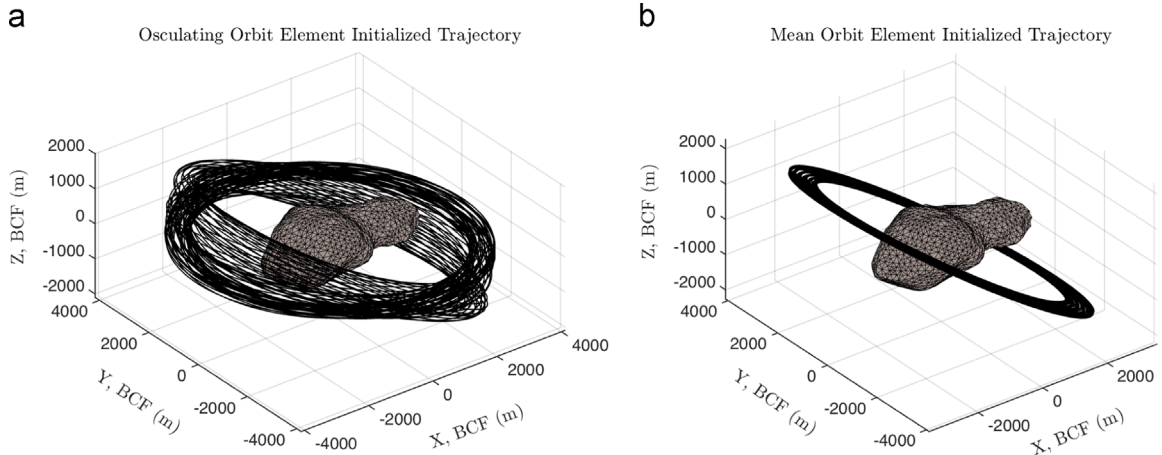 a
Osculating Orbit Element Initialized Trajectory
2000
1000
0
-1000
-2000
Z, BCF (m)
4000
2000
0
-2000
-4000
Y, BCF (m)
-4000
-2000
0
2000
4000
X, BCF (m)
b
Mean Orbit Element Initialized Trajectory
2000
1000
0
-1000
-2000
Z, BCF (m)
4000
2000
0
-2000
-4000
Y, BCF (m)
-2000
0
2000
X, BCF (m)